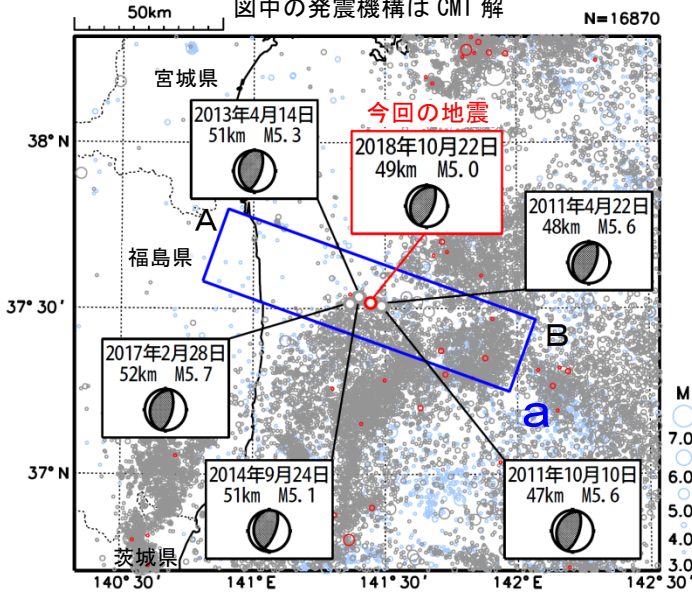 図中の発震機構は CMT 解
50km
N=16870
宮城県
38°N
2013年4月14日
51km M5.3
今回の地震
2018年10月22日
49km M5.0
2011年4月22日
48km M5.6
A
福島県
37°30′
B
2017年2月28日
52km M5.7
a
M
7.0
6.0
5.0
4.0
3.0
37°N
2014年9月24日
51km M5.1
2011年10月10日
47km M5.6
茨城県
140°30′
141°E
141°30′
142°E
142°30′